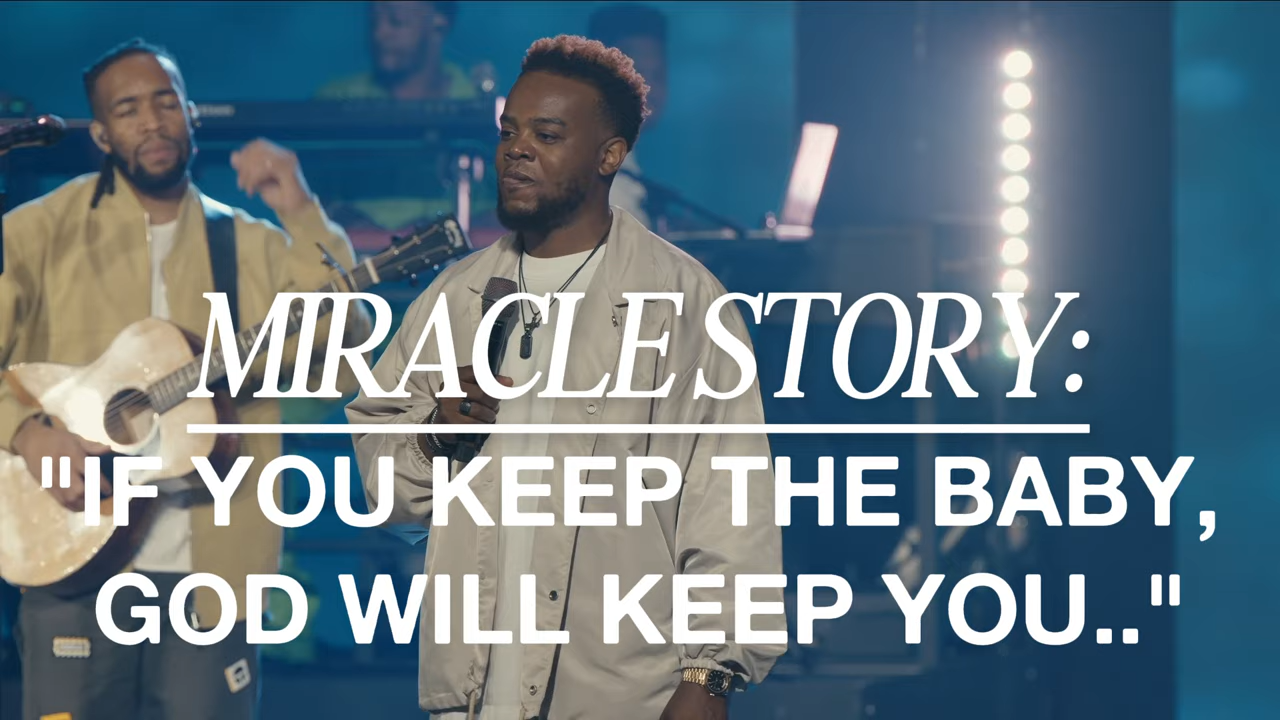 MIRACLE STORY:
"IF YOU KEEP THE BABY,
GOD WILL KEEP YOU.."